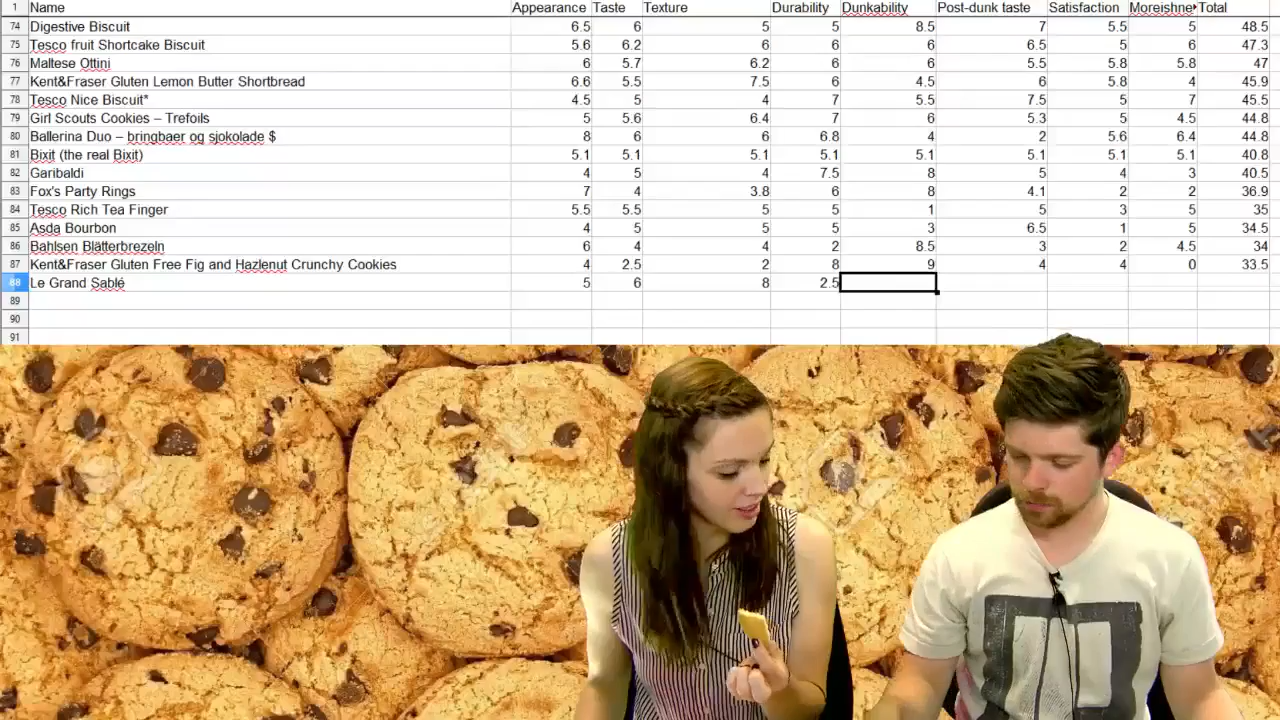 1 Name Appearance Taste Texture Durability Dunkability Post-dunk taste Satisfaction Moreishne Total
74 Digestive Biscuit 6.5 6 5 5 8.5 7 5.5 5 48.5
75 Tesco fruit Shortcake Biscuit 5.6 6.2 6 6 6 6.5 5 6 47.3
76 Maltese Ottini 6 5.7 6.2 6 6 5.5 5.8 5.8 47
77 Kent&Fraser Gluten Lemon Butter Shortbread 6.6 5.5 7.5 6 4.5 6 5.8 4 45.9
78 Tesco Nice Biscuit* 4.5 5 4 7 5.5 7.5 5 7 45.5
79 Girl Scouts Cookies – Trefoils 5 5.6 6.4 7 6 5.3 5 4.5 44.8
80 Ballerina Duo – bringbaer og sjokolade $ 8 6 6 6.8 4 2 5.6 6.4 44.8
81 Bixit (the real Bixit) 5.1 5.1 5.1 5.1 5.1 5.1 5.1 5.1 40.8
82 Garibaldi 4 5 4 7.5 8 5 4 3 40.5
83 Fox's Party Rings 7 4 3.8 6 8 4.1 2 2 36.9
84 Tesco Rich Tea Finger 5.5 5.5 5 5 1 5 3 5 35
85 Asda Bourbon 4 5 5 5 3 6.5 1 5 34.5
86 Bahlsen Blätterbrezeln 6 4 4 2 8.5 3 2 4.5 34
87 Kent&Fraser Gluten Free Fig and Hazlenut Crunchy Cookies 4 2.5 2 8 9 4 4 0 33.5
88 Le Grand Sablé 5 6 8 2.5
89
90
91